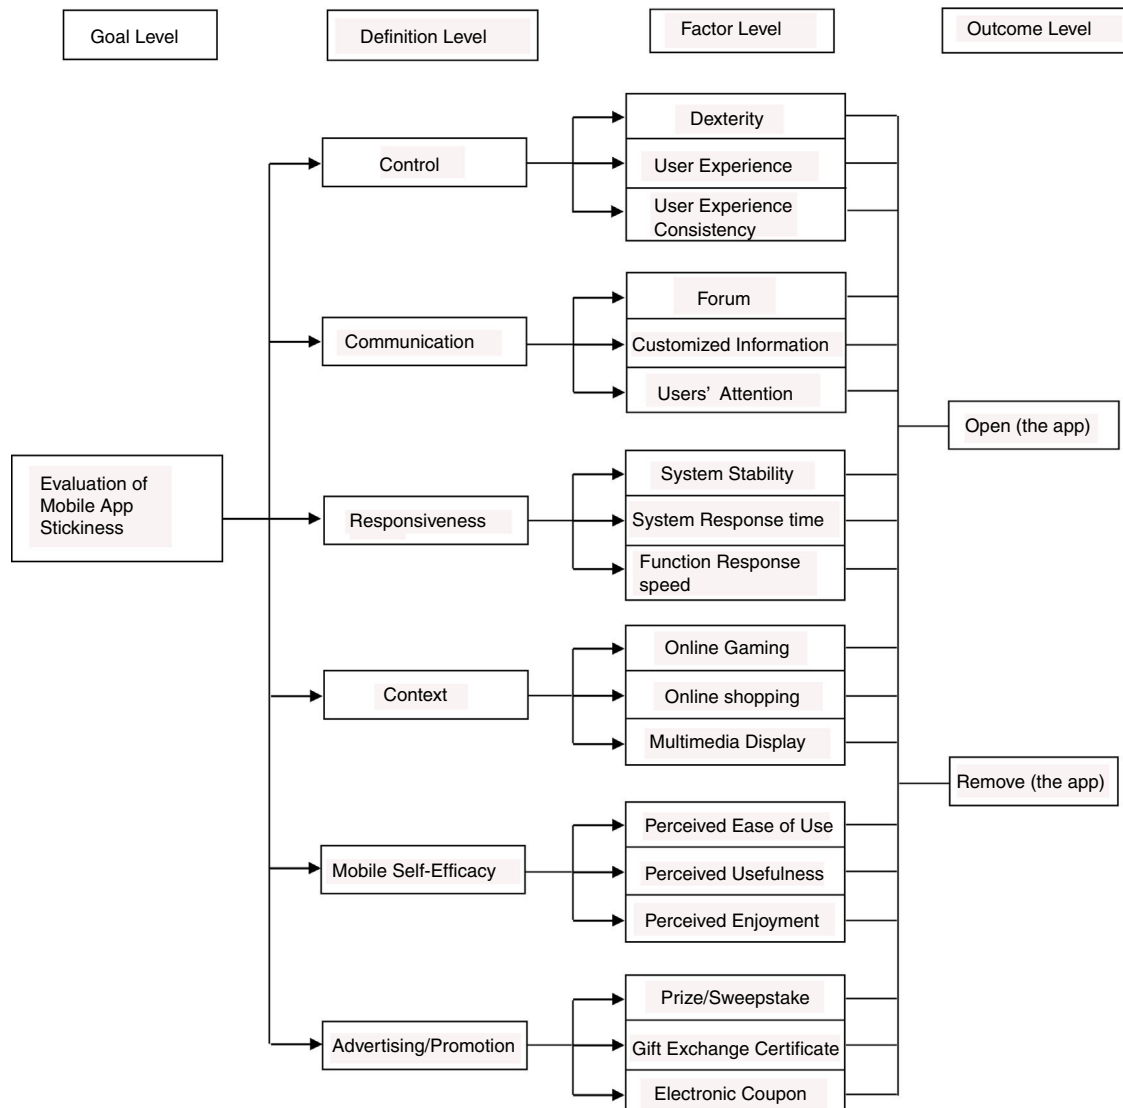 Goal Level
Definition Level
Factor Level
Outcome Level
Evaluation of
Mobile App
Stickiness
Control
Dexterity
User Experience
User Experience
Consistency
Communication
Forum
Customized Information
Users' Attention
Responsiveness
System Stability
System Response time
Function Response
speed
Context
Online Gaming
Online shopping
Multimedia Display
Mobile Self-Efficacy
Perceived Ease of Use
Perceived Usefulness
Perceived Enjoyment
Advertising/Promotion
Prize/Sweepstake
Gift Exchange Certificate
Electronic Coupon
Open (the app)
Remove (the app)